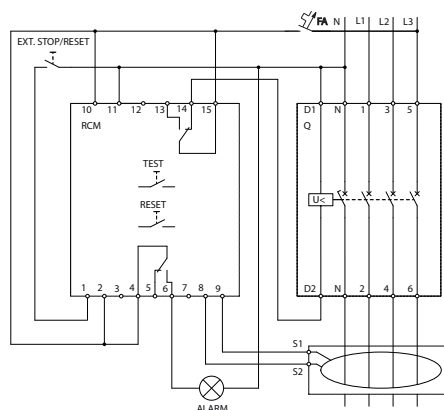 FA N L1 L2 L3
EXT. STOP/RESET
10 11 12 13 14 15 D1 N 1 3 5
RCM Q
TEST
U<
RESET
1 2 3 4 5 6 7 8 9 D2 N 2 4 6
S1
S2
ALARM